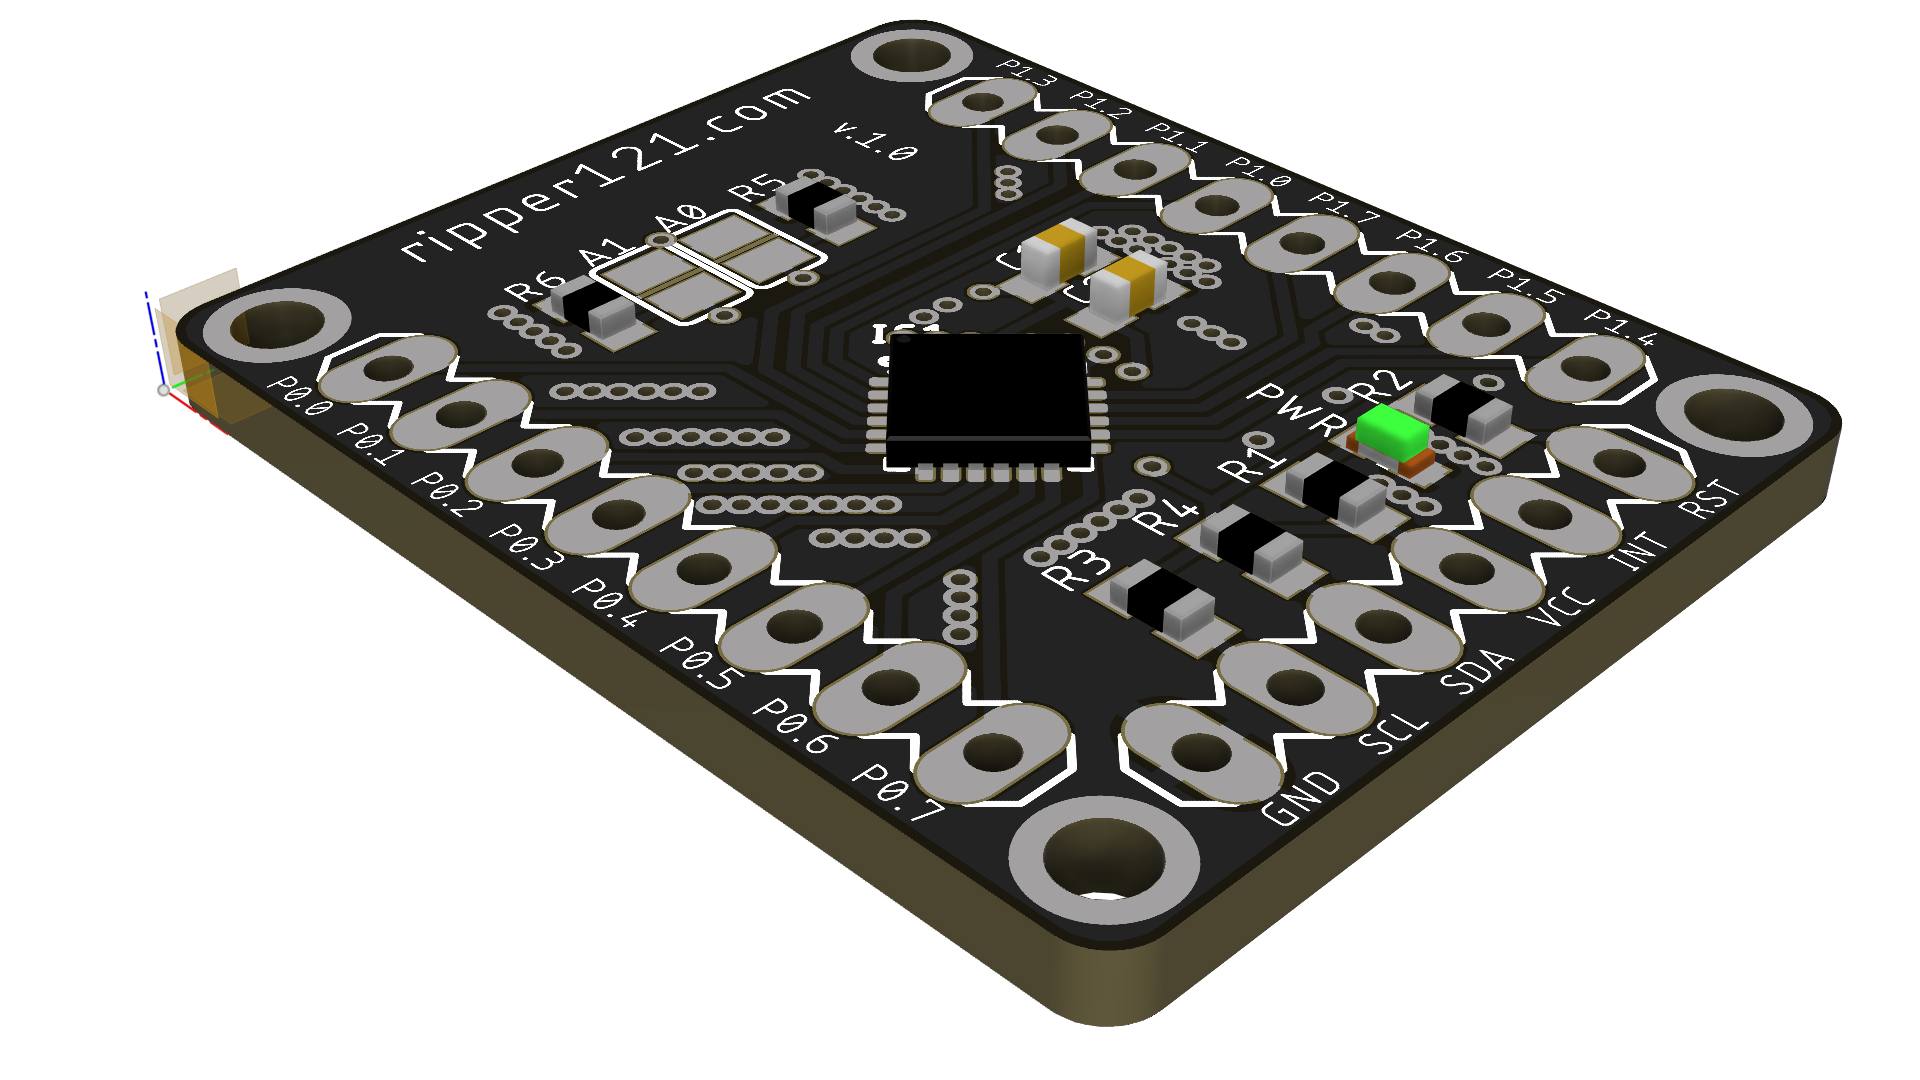 ripper121.com
v.1.0
P1.3
P1.2
P1.1
P1.0
P1.7
P1.6
P1.5
P1.4
R5
A0
A1
R6
PWR
R2
R1
R4
R3
P0.0
P0.1
P0.2
P0.3
P0.4
P0.5
P0.6
P0.7
RST
INT
VCC
SDA
SCL
GND